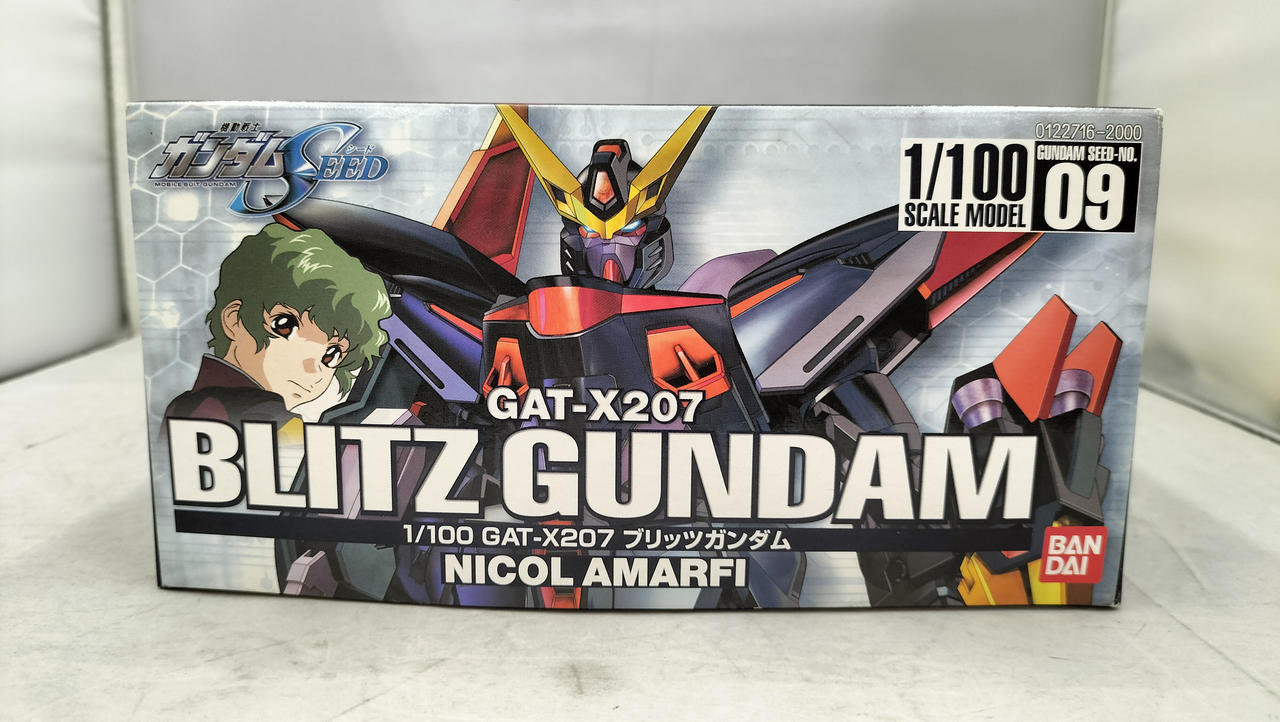 機動戦士
ガンダムSEED
シード
MOBILE SUIT GUNDAM
0122716-2000
1/100
SCALE MODEL
GUNDAM SEED-NO.
09
GAT-X207
BLITZ GUNDAM
1/100 GAT-X207 ブリッツガンダム
NICOL AMARFI
BAN
DAI